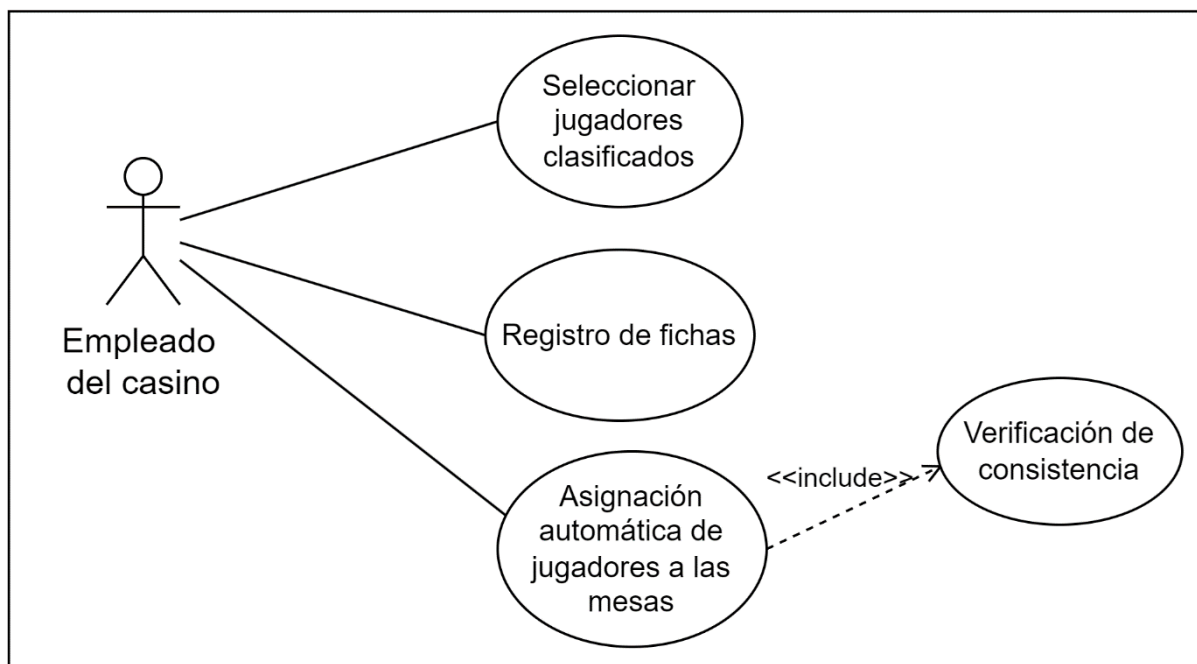 Seleccionar
jugadores
clasificados
Empleado
del casino
Registro de fichas
Verificación de
consistencia
<<include>>
Asignación
automática de
jugadores a las
mesas